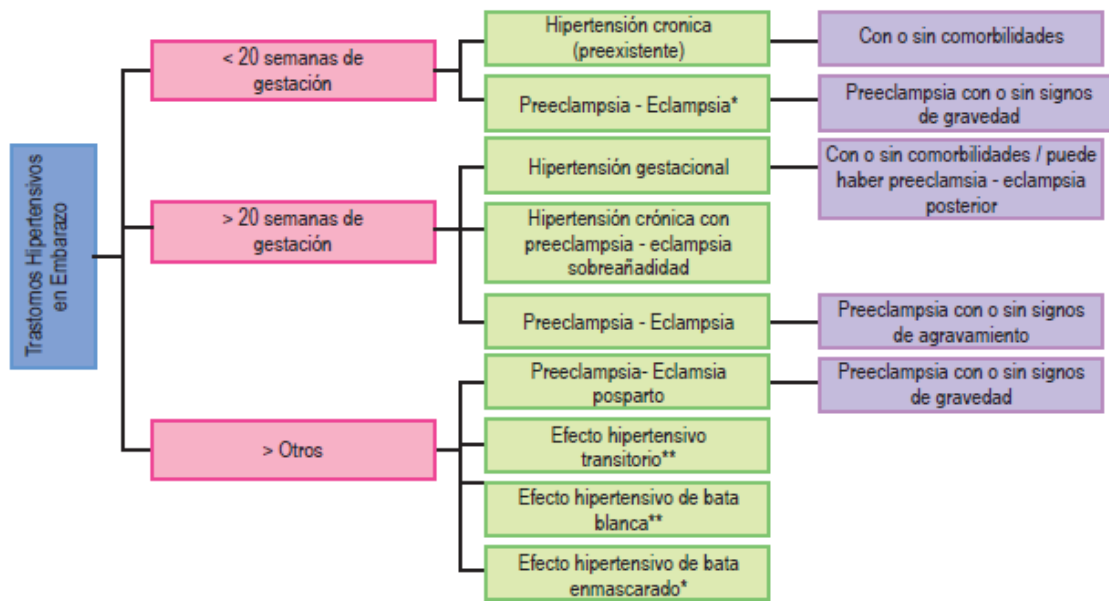 Trastornos Hipertensivos
en Embarazo
< 20 semanas de
gestación
Hipertensión cronica
(preexistente)
Con o sin comorbilidades
Preeclampsia - Eclampsia*
Preeclampsia con o sin signos
de gravedad
> 20 semanas de
gestación
Hipertensión gestacional
Con o sin comorbilidades / puede
haber preeclamsia - eclampsia
posterior
Hipertensión crónica con
preeclampsia - eclampsia
sobreañadidad
Preeclampsia - Eclampsia
Preeclampsia con o sin signos
de agravamiento
> Otros
Preeclampsia- Eclamsia
posparto
Preeclampsia con o sin signos
de gravedad
Efecto hipertensivo
transitorio**
Efecto hipertensivo de bata
blanca**
Efecto hipertensivo de bata
enmascarado*